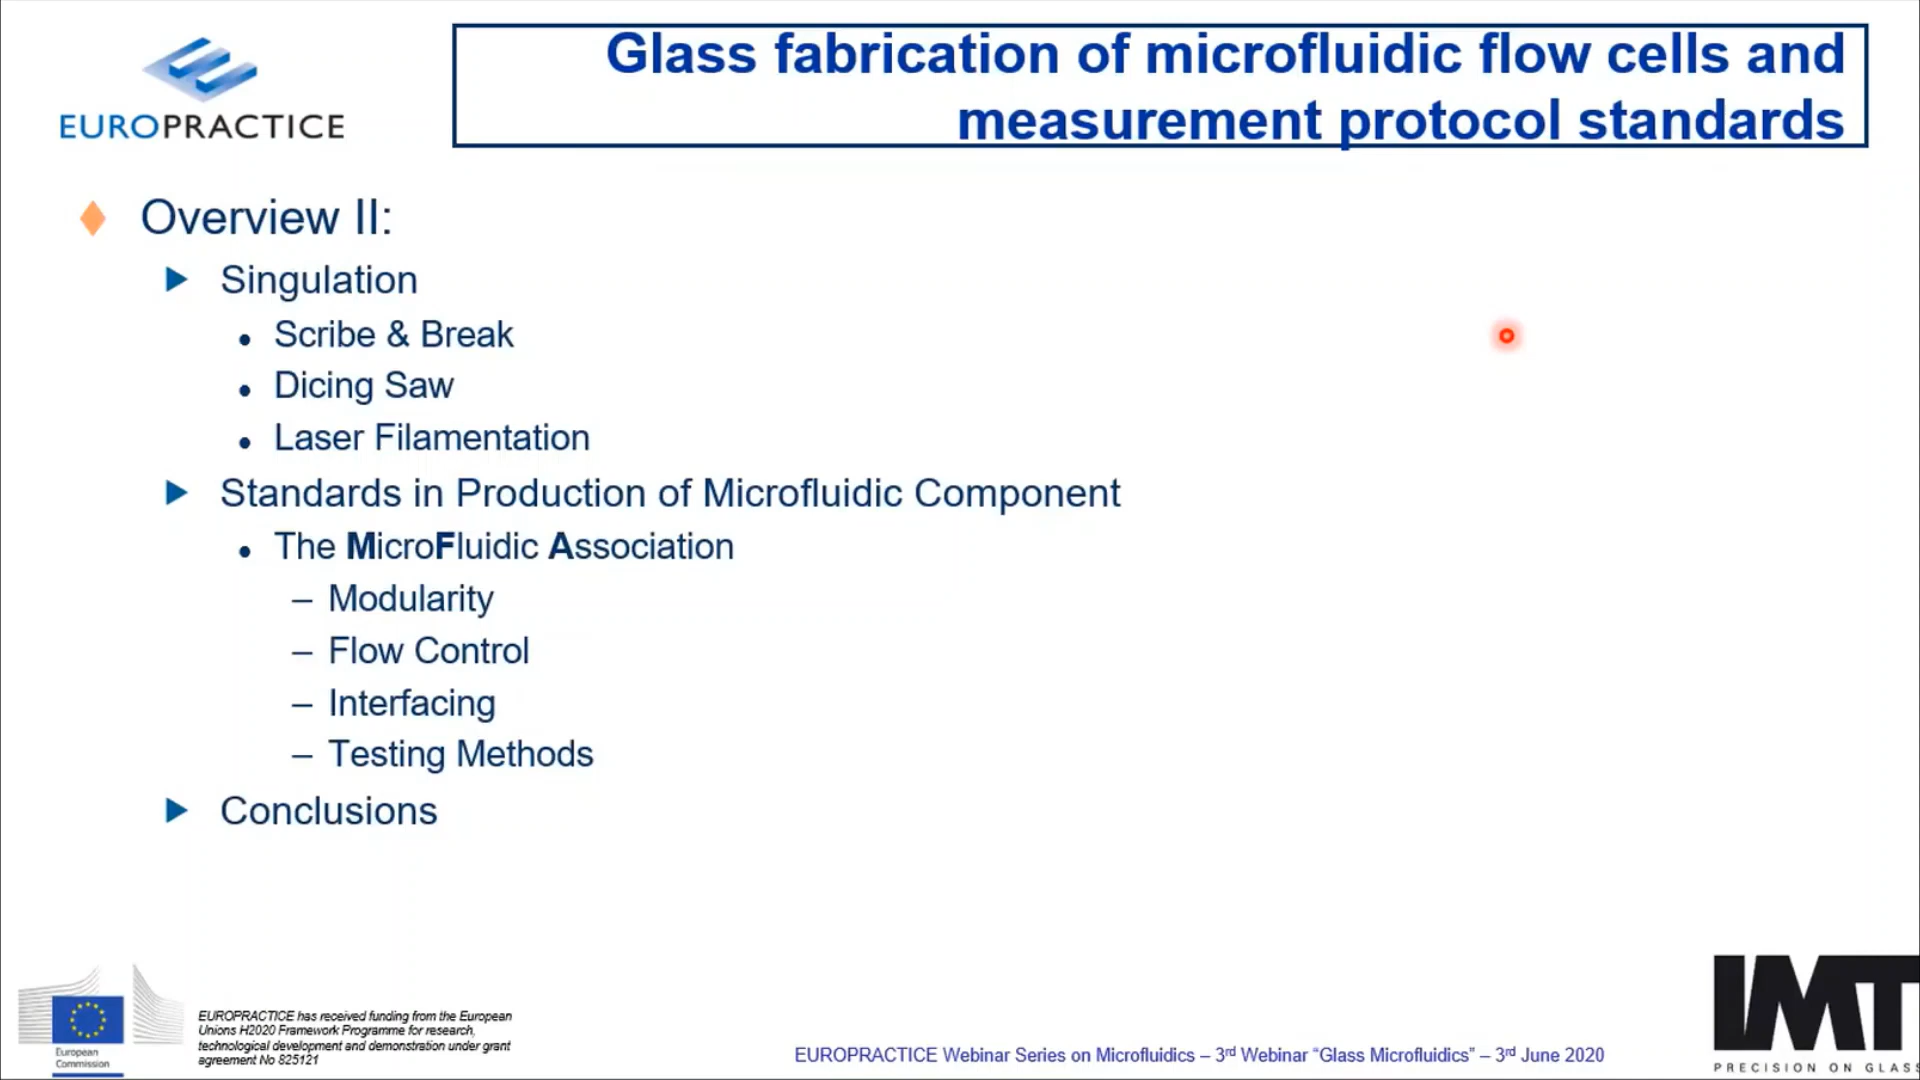 EUROPRACTICE
Glass fabrication of microfluidic flow cells and
measurement protocol standards
Overview II:
Singulation
Scribe & Break
Dicing Saw
Laser Filamentation
Standards in Production of Microfluidic Component
The MicroFluidic Association
– Modularity
– Flow Control
– Interfacing
– Testing Methods
Conclusions
European
Commission
EUROPRACTICE has received funding from the European
Unions H2020 Framework Programme for research,
technological development and demonstration under grant
agreement No 825121
EUROPRACTICE Webinar Series on Microfluidics – 3rd Webinar “Glass Microfluidics” – 3rd June 2020
IMT
PRECISION ON GLASS